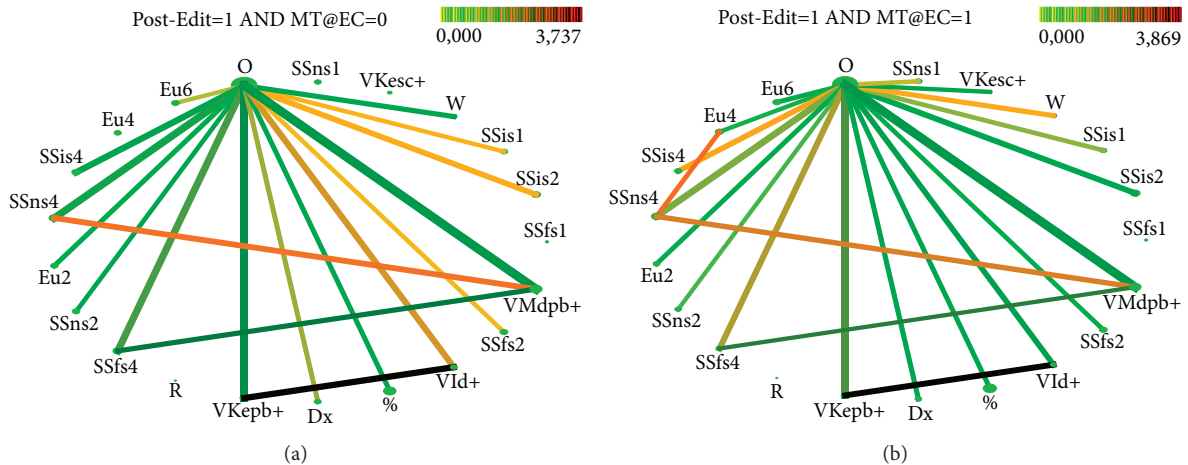 Post-Edit=1 AND MT@EC=0
0,000 3,737
O
SSns1
VKesc+
Eu6
W
Eu4
SSis1
SSis4
SSis2
SSns4
SSfs1
Eu2
VMdpb+
SSns2
SSfs2
SSfs4
VId+
R
VKepb+
Dx
%
(a)
Post-Edit=1 AND MT@EC=1
0,000 3,869
O
SSns1
VKesc+
Eu6
W
Eu4
SSis1
SSis4
SSis2
SSns4
SSfs1
Eu2
VMdpb+
SSns2
SSfs2
SSfs4
VId+
R
VKepb+
Dx
%
(b)